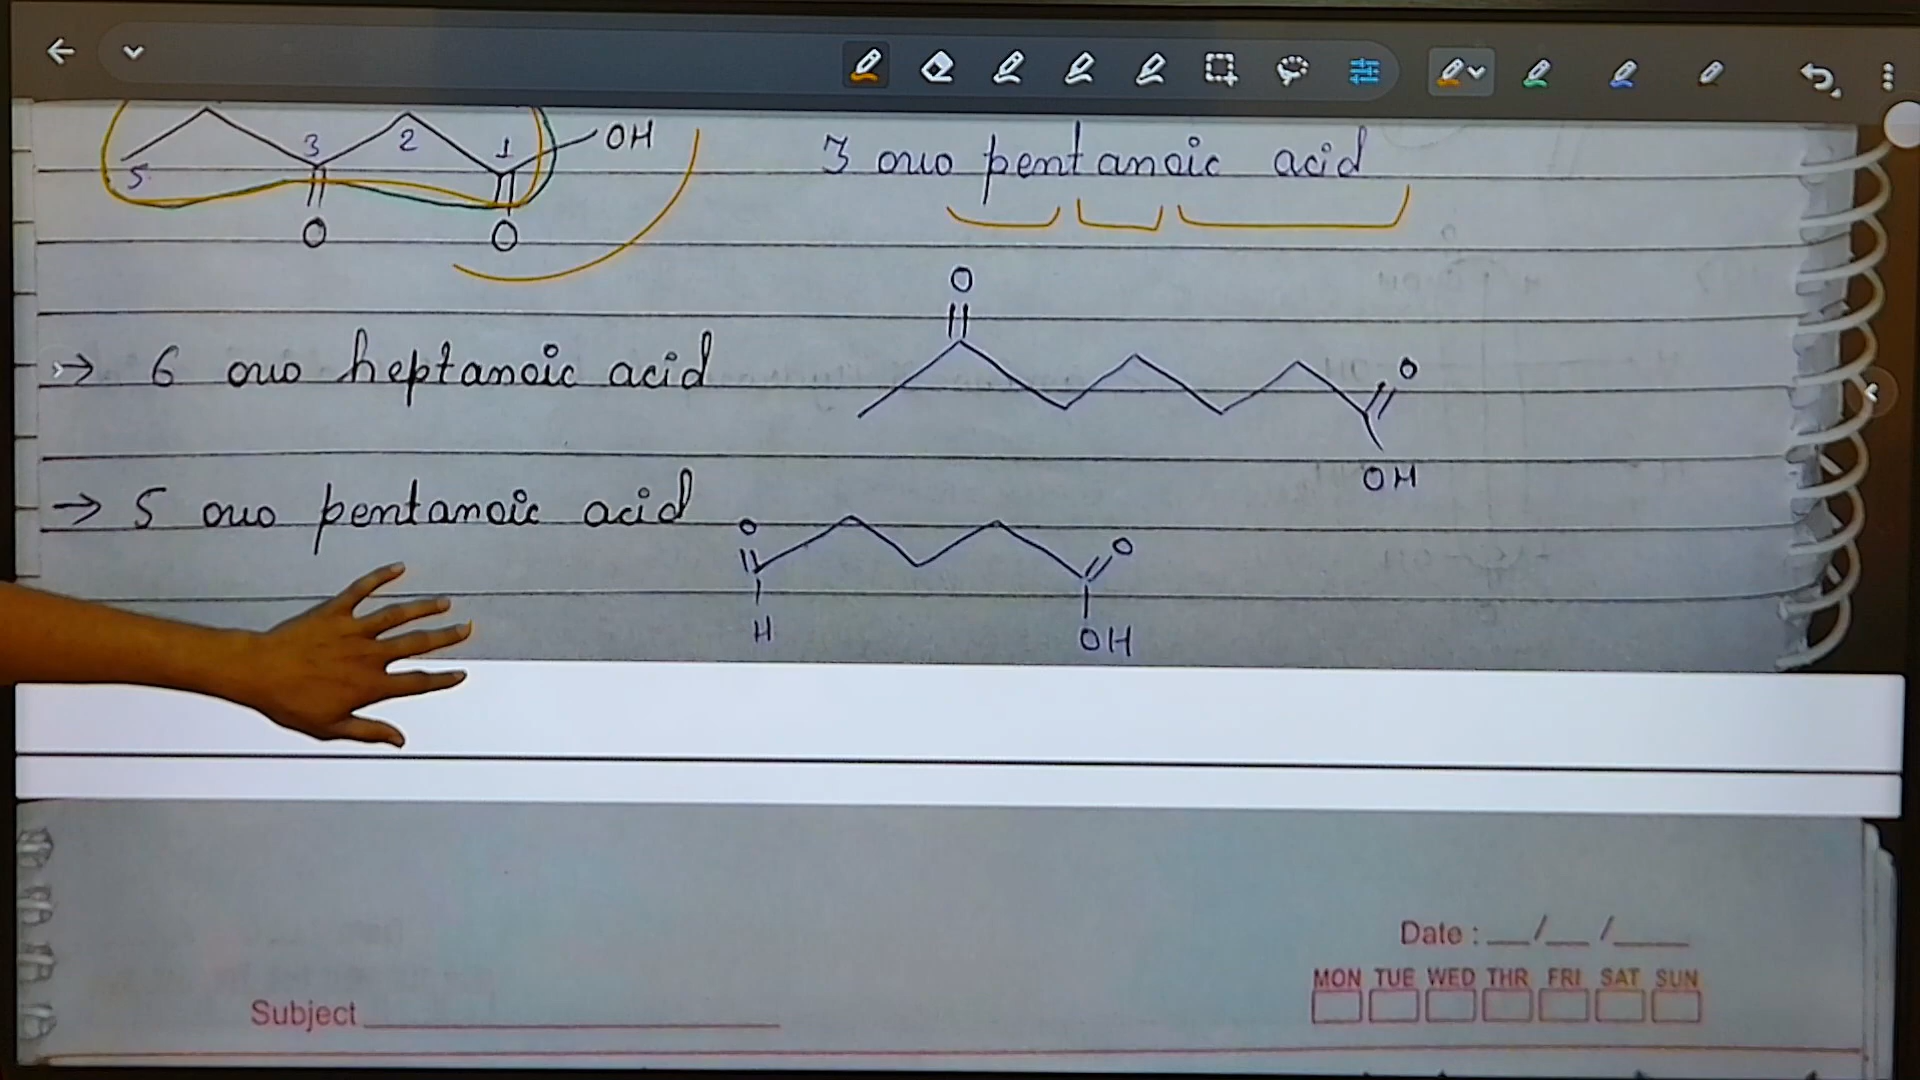 5 3 2 1 OH
O O
3 oxo pentanoic acid
O
→ 6 oxo heptanoic acid
O
OH
→ 5 oxo pentanoic acid
O O
H OH
Date : __/__/____
MON TUE WED THR FRI SAT SUN
Subject